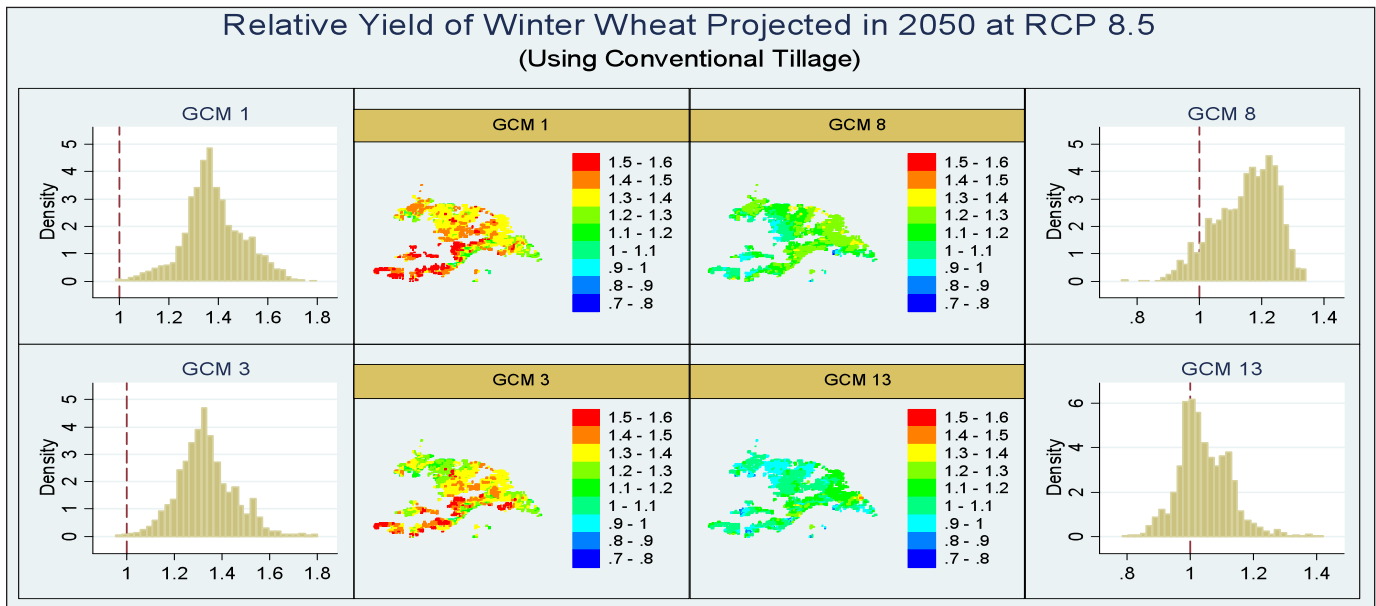 Relative Yield of Winter Wheat Projected in 2050 at RCP 8.5
(Using Conventional Tillage)
GCM 1
Density
5
4
3
2
1
0
1 1.2 1.4 1.6 1.8
GCM 1
1.5 - 1.6
1.4 - 1.5
1.3 - 1.4
1.2 - 1.3
1.1 - 1.2
1 - 1.1
.9 - 1
.8 - .9
.7 - .8
GCM 8
1.5 - 1.6
1.4 - 1.5
1.3 - 1.4
1.2 - 1.3
1.1 - 1.2
1 - 1.1
.9 - 1
.8 - .9
.7 - .8
GCM 8
Density
5
4
3
2
1
0
.8 1 1.2 1.4
GCM 3
Density
5
4
3
2
1
0
1 1.2 1.4 1.6 1.8
GCM 3
1.5 - 1.6
1.4 - 1.5
1.3 - 1.4
1.2 - 1.3
1.1 - 1.2
1 - 1.1
.9 - 1
.8 - .9
.7 - .8
GCM 13
1.5 - 1.6
1.4 - 1.5
1.3 - 1.4
1.2 - 1.3
1.1 - 1.2
1 - 1.1
.9 - 1
.8 - .9
.7 - .8
GCM 13
Density
6
4
2
0
.8 1 1.2 1.4